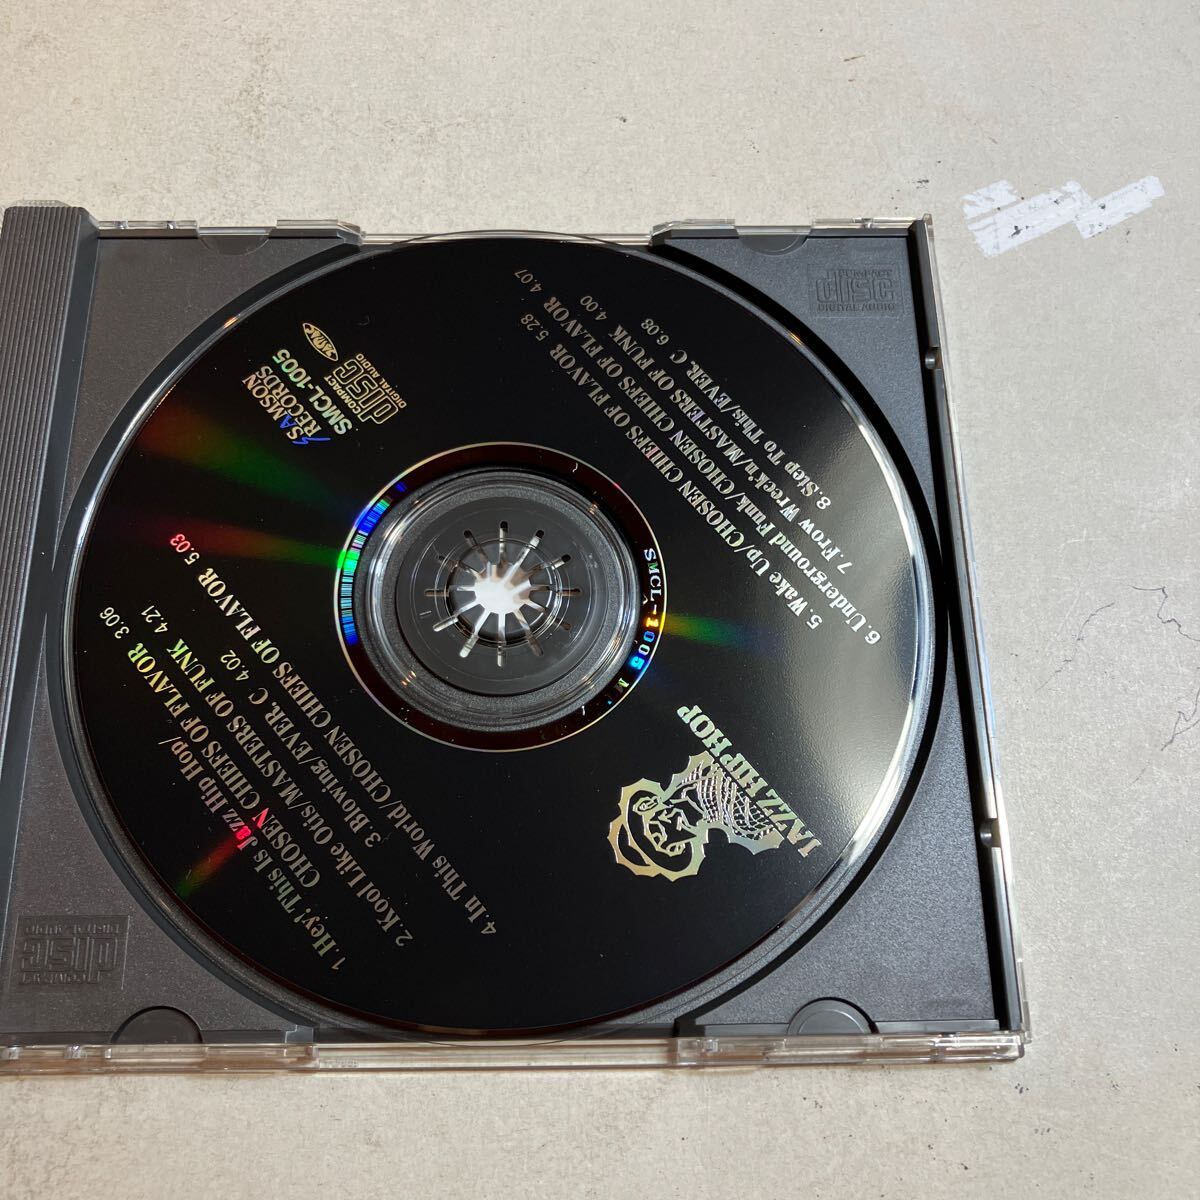 JAZZ HIP HOP
1.Hey! This Is Jazz Hip Hop/
CHOSEN CHIEFS OF FLAVOR 3.06
2.Kool Like Otis/MASTERS OF FUNK 4.21
3.Blowing/EVER. C 4.02
4.In This World/CHOSEN CHIEFS OF FLAVOR 5.03
5.Wake Up/CHOSEN CHIEFS OF FLAVOR 5.28
6.Underground Funk/CHOSEN CHIEFS OF FLAVOR 4.07
7.Frow Wreck'n/MASTERS OF FUNK 4.00
8.Step To This/EVER. C 6.08
SAMSON
RECORDS
SMCL-1005
COMPACT
disc
DIGITAL AUDIO
JASRAC
SMCL-1005
COMPACT
disc
DIGITAL AUDIO
COMPACT
disc
DIGITAL AUDIO